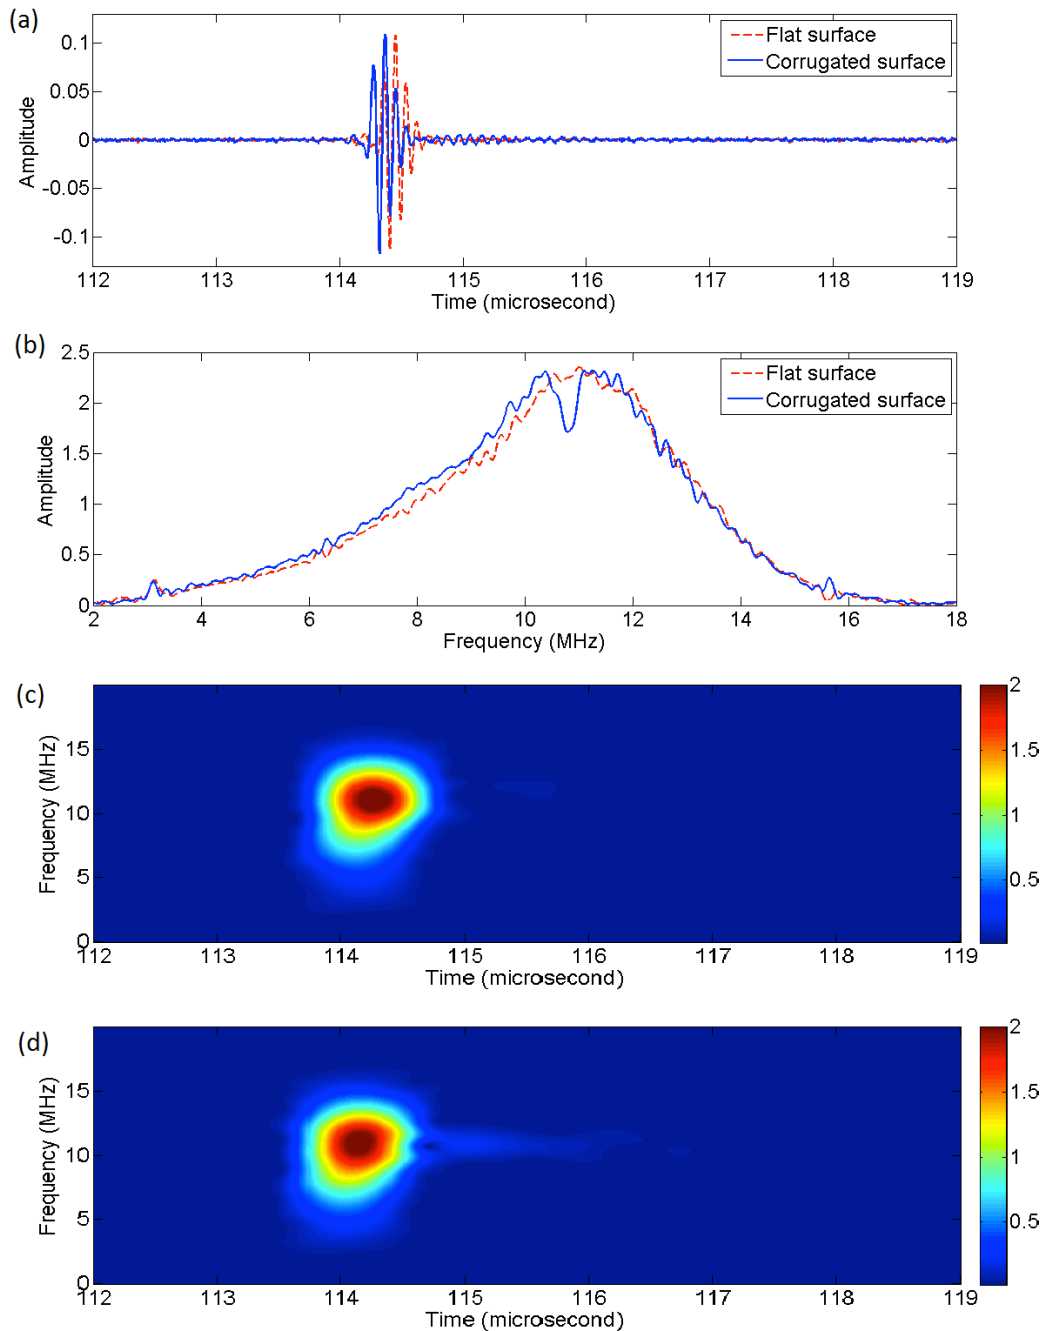 (a)
0.1
0.05
0
-0.05
-0.1
Amplitude
Flat surface
Corrugated surface
112 113 114 115 116 117 118 119
Time (microsecond)
(b)
2.5
2
1.5
1
0.5
0
Amplitude
Flat surface
Corrugated surface
2 4 6 8 10 12 14 16 18
Frequency (MHz)
(c)
15
10
5
0
Frequency (MHz)
2
1.5
1
0.5
112 113 114 115 116 117 118 119
Time (microsecond)
(d)
15
10
5
0
Frequency (MHz)
2
1.5
1
0.5
112 113 114 115 116 117 118 119
Time (microsecond)